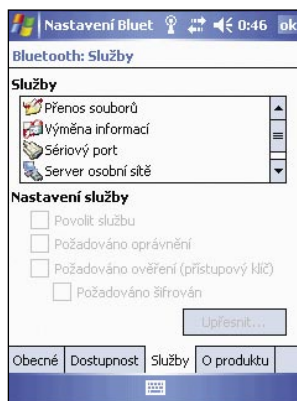 Nastavení Bluet 0:46 ok
Bluetooth: Služby
Služby
Přenos souborů
Výměna informací
Sériový port
Server osobní sítě
Nastavení služby
Povolit službu
Požadováno oprávnění
Požadováno ověření (přístupový klíč)
Požadováno šifrován
Upřesnit...
Obecné Dostupnost Služby O produktu